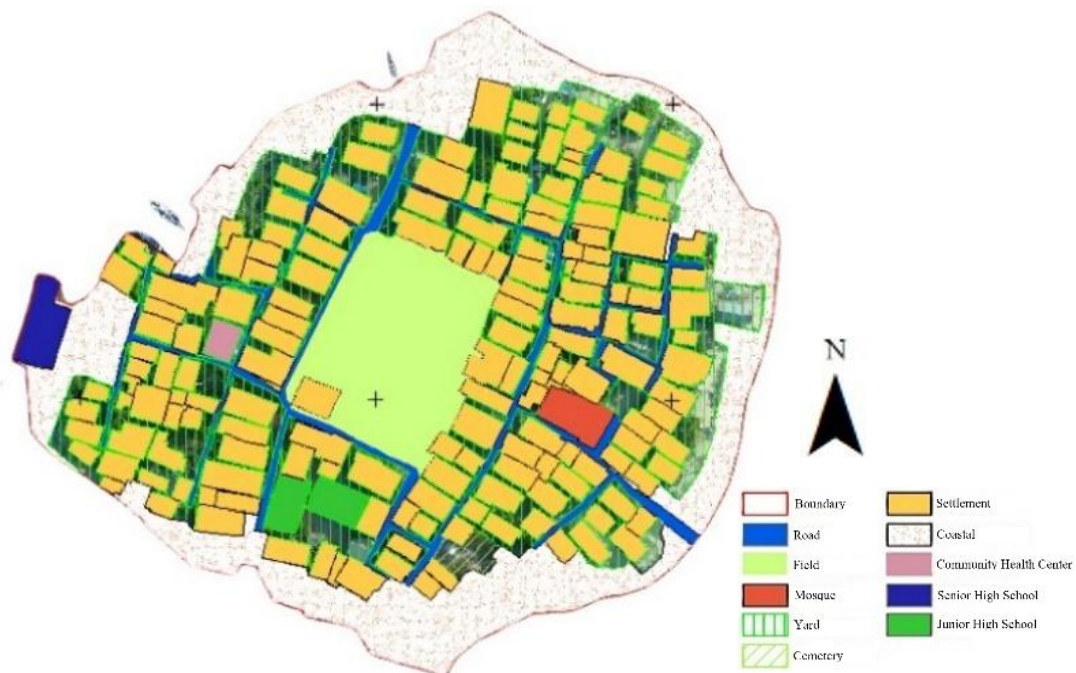 N
Boundary
Road
Field
Mosque
Yard
Cemetery
Settlement
Coastal
Community Health Center
Senior High School
Junior High School